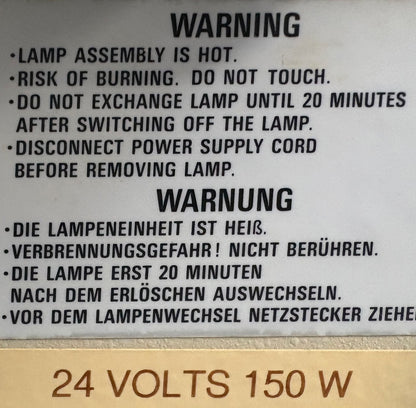 WARNING
·LAMP ASSEMBLY IS HOT.
·RISK OF BURNING. DO NOT TOUCH.
·DO NOT EXCHANGE LAMP UNTIL 20 MINUTES
AFTER SWITCHING OFF THE LAMP.
·DISCONNECT POWER SUPPLY CORD
BEFORE REMOVING LAMP.
WARNUNG
·DIE LAMPENEINHEIT IST HEIß.
·VERBRENNUNGSGEFAHR! NICHT BERÜHREN.
·DIE LAMPE ERST 20 MINUTEN
NACH DEM ERLÖSCHEN AUSWECHSELN.
·VOR DEM LAMPENWECHSEL NETZSTECKER ZIEHE
24 VOLTS 150 W